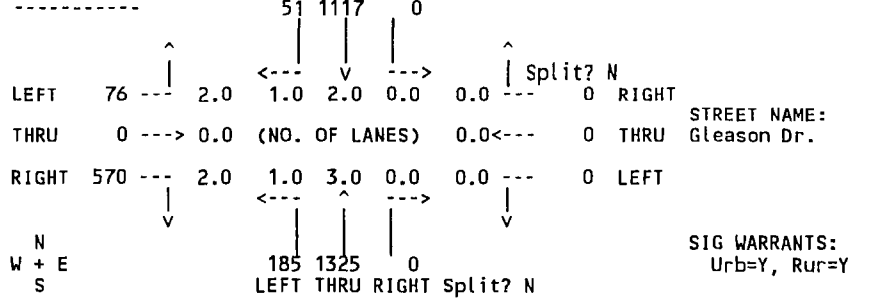 -----------
51 1117 0
^ ^
<--- v ---> Split? N
LEFT 76 --- 2.0 1.0 2.0 0.0 0.0 --- 0 RIGHT
STREET NAME:
THRU 0 ---> 0.0 (NO. OF LANES) 0.0<--- 0 THRU Gleason Dr.
RIGHT 570 --- 2.0 1.0 3.0 0.0 0.0 --- 0 LEFT
<--- ^ --->
v v
N SIG WARRANTS:
W + E 185 1325 0 Urb=Y, Rur=Y
S LEFT THRU RIGHT Split? N